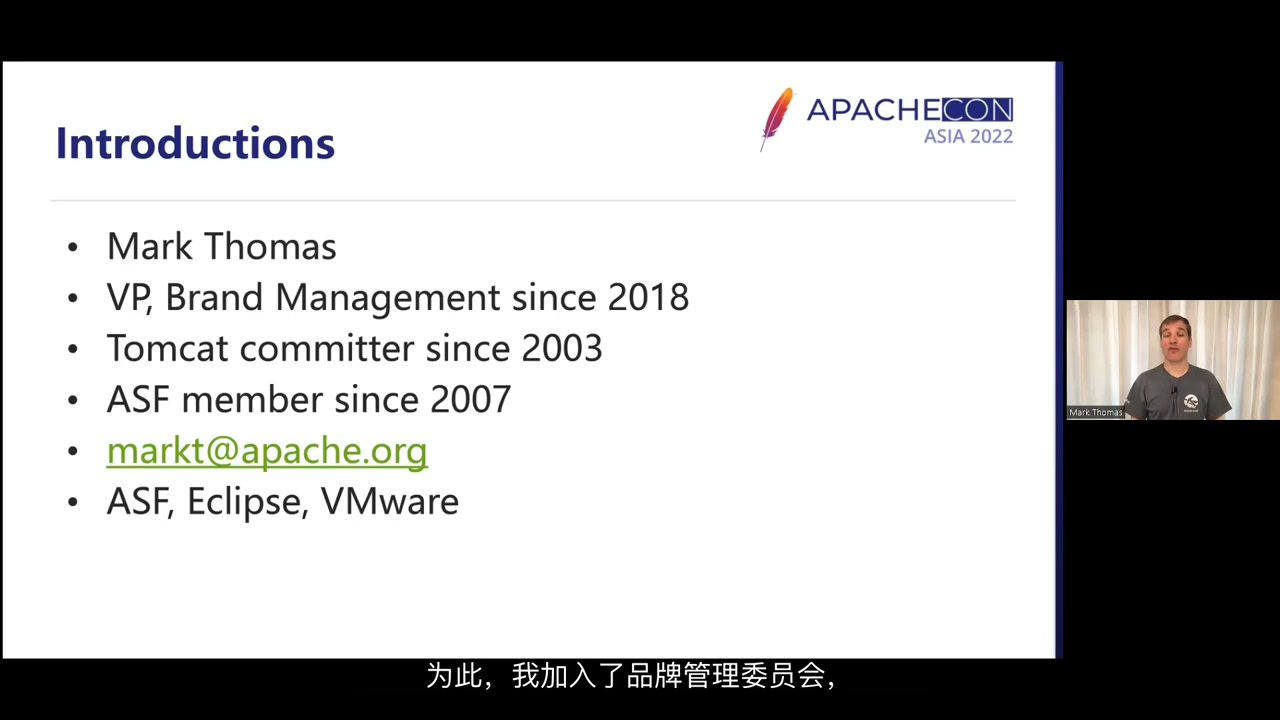 APACHECON
ASIA 2022
Introductions
• Mark Thomas
• VP, Brand Management since 2018
• Tomcat committer since 2003
• ASF member since 2007
• markt@apache.org
• ASF, Eclipse, VMware
Mark Thomas
为此，我加入了品牌管理委员会，